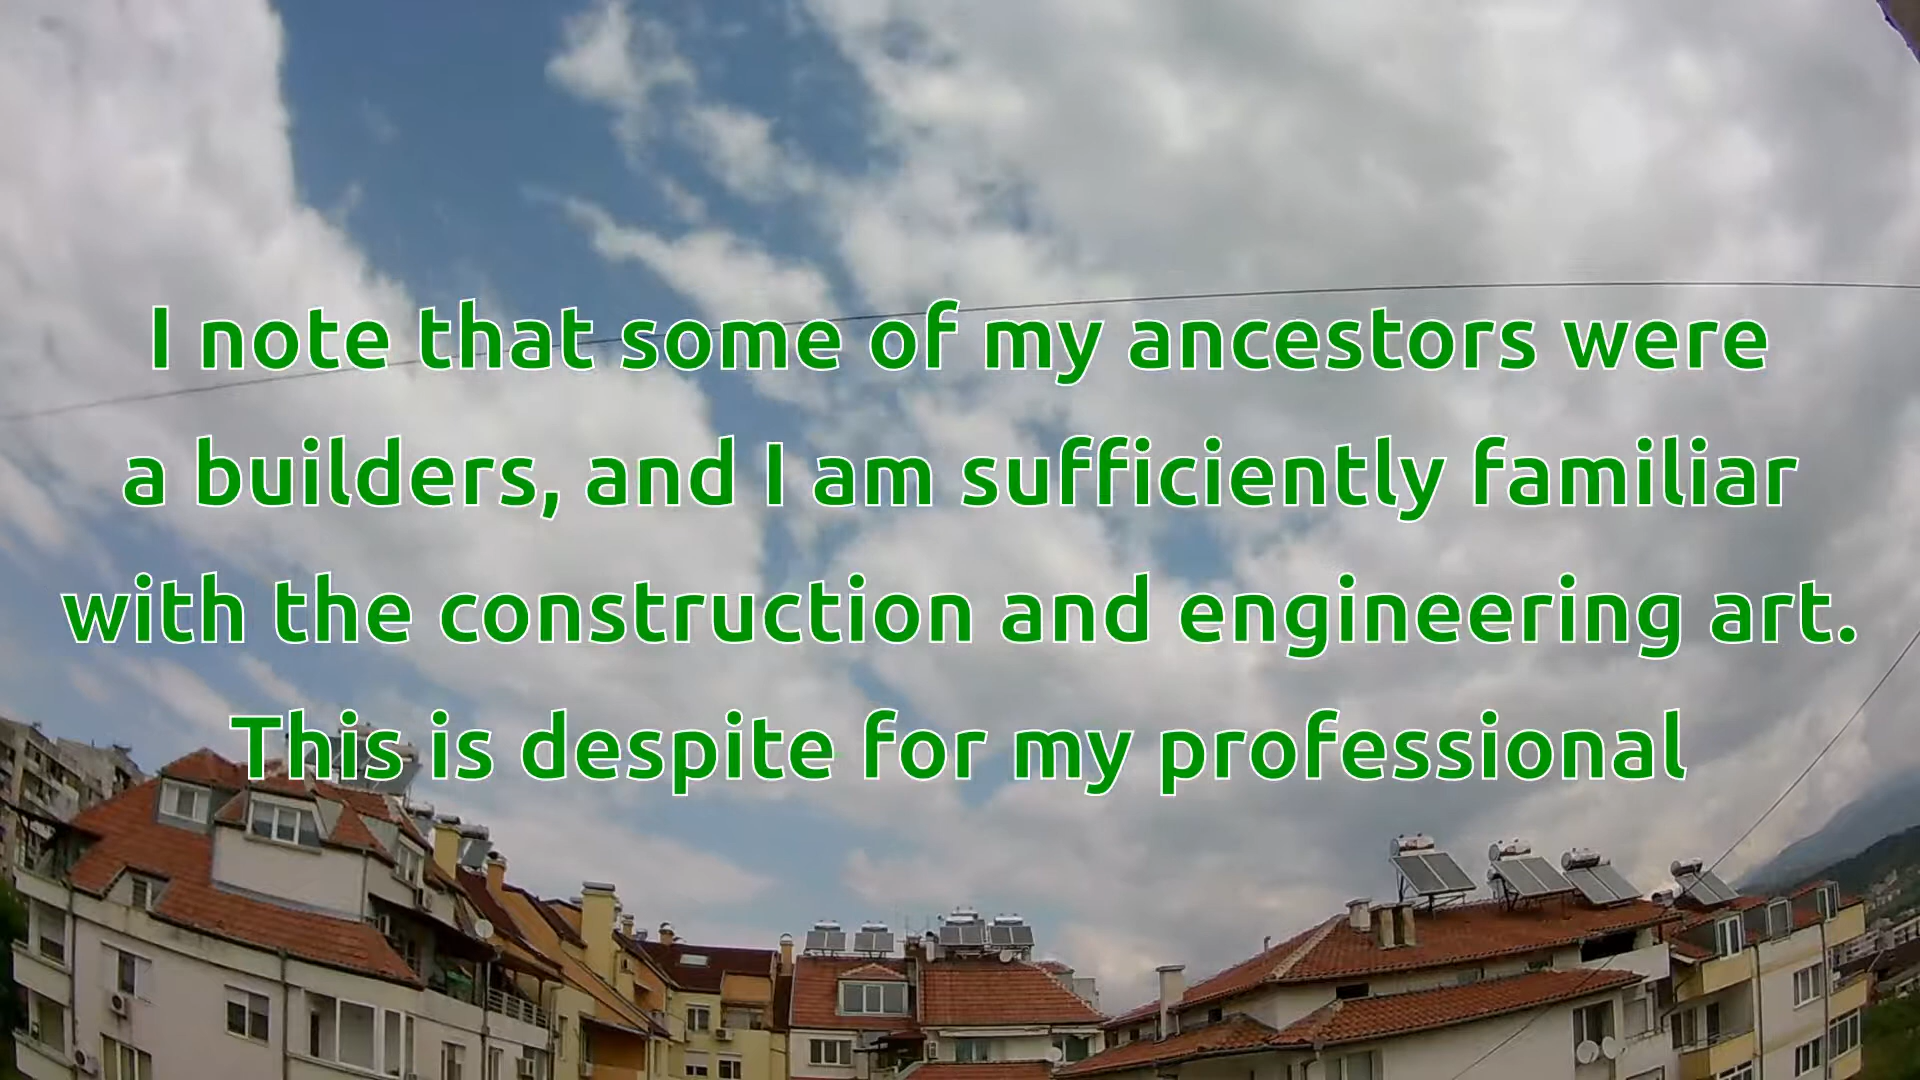 I note that some of my ancestors were
a builders, and I am sufficiently familiar
with the construction and engineering art.
This is despite for my professional